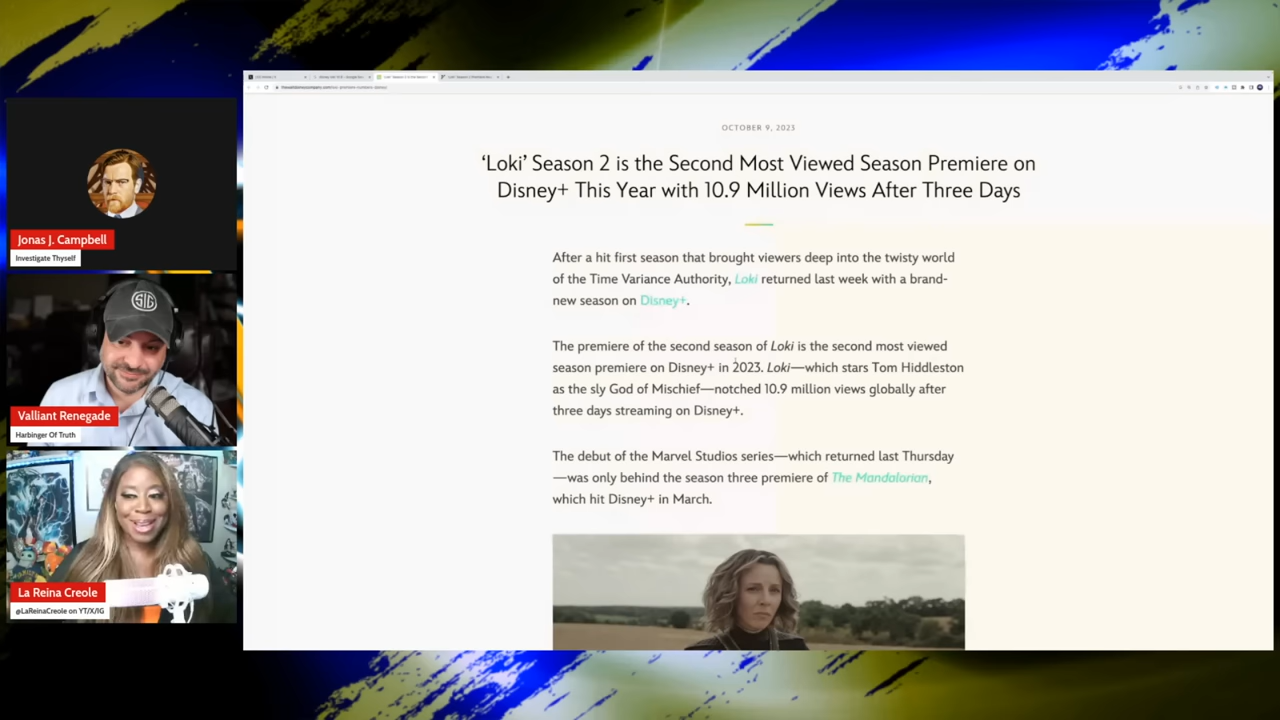 OCTOBER 9, 2023
‘Loki’ Season 2 is the Second Most Viewed Season Premiere on
Disney+ This Year with 10.9 Million Views After Three Days
After a hit first season that brought viewers deep into the twisty world
of the Time Variance Authority, Loki returned last week with a brand-
new season on Disney+.
The premiere of the second season of Loki is the second most viewed
season premiere on Disney+ in 2023. Loki—which stars Tom Hiddleston
as the sly God of Mischief—notched 10.9 million views globally after
three days streaming on Disney+.
The debut of the Marvel Studios series—which returned last Thursday
—was only behind the season three premiere of The Mandalorian,
which hit Disney+ in March.
Jonas J. Campbell
Investigate Thyself
SIG
Valliant Renegade
Harbinger Of Truth
La Reina Creole
@LaReinaCreole on YT/X/IG